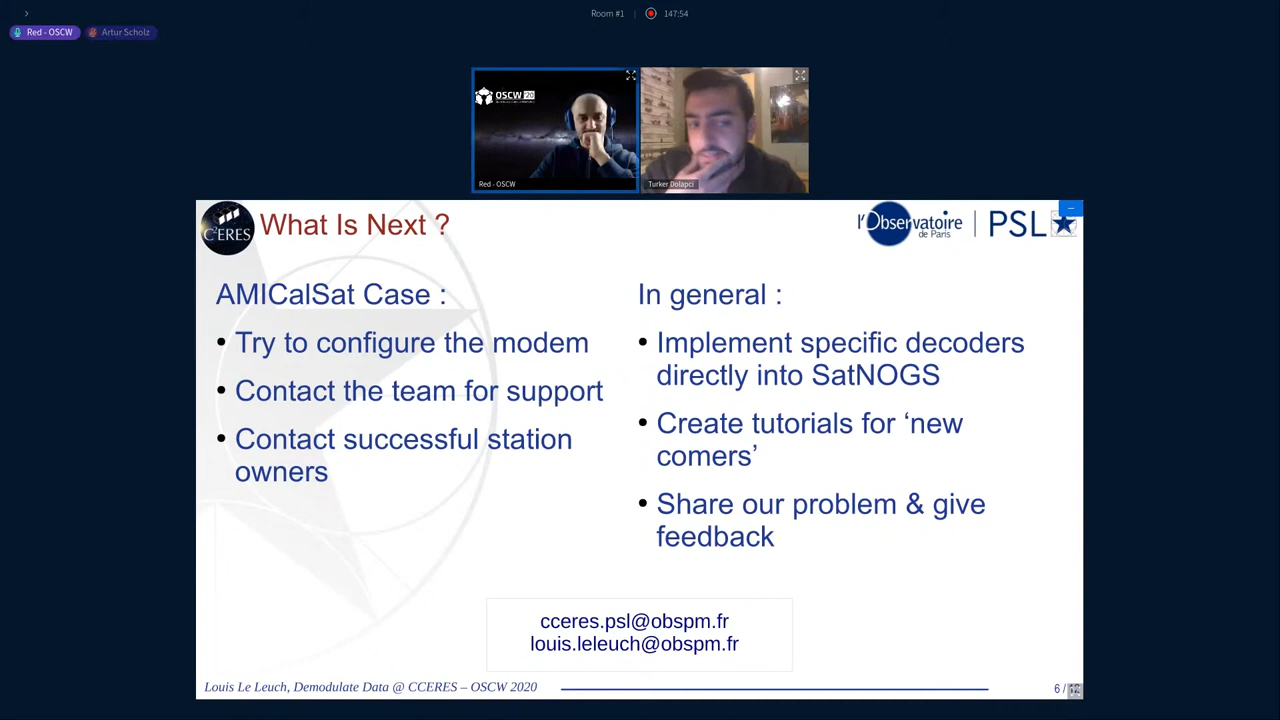 Room #1 147:54
Red - OSCW Artur Scholz
OSCW '20
Red - OSCW
Turker Dolapci
C²ERES
What Is Next ?
l'Observatoire
de Paris
PSL
AMICalSat Case :
• Try to configure the modem
• Contact the team for support
• Contact successful station
owners
In general :
• Implement specific decoders
directly into SatNOGS
• Create tutorials for ‘new
comers’
• Share our problem & give
feedback
cceres.psl@obspm.fr
louis.leleuch@obspm.fr
Louis Le Leuch, Demodulate Data @ CCERES – OSCW 2020
6 /